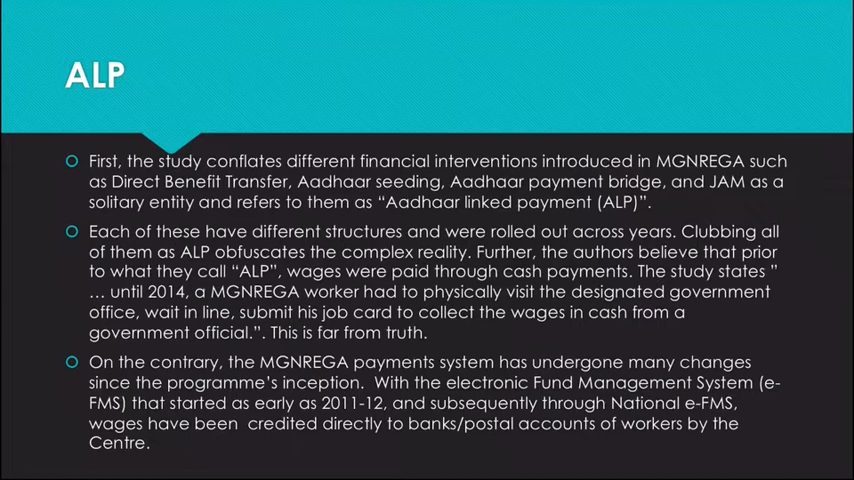 ALP
First, the study conflates different financial interventions introduced in MGNREGA such
as Direct Benefit Transfer, Aadhaar seeding, Aadhaar payment bridge, and JAM as a
solitary entity and refers to them as “Aadhaar linked payment (ALP)”.
Each of these have different structures and were rolled out across years. Clubbing all
of them as ALP obfuscates the complex reality. Further, the authors believe that prior
to what they call “ALP”, wages were paid through cash payments. The study states ”
… until 2014, a MGNREGA worker had to physically visit the designated government
office, wait in line, submit his job card to collect the wages in cash from a
government official.”. This is far from truth.
On the contrary, the MGNREGA payments system has undergone many changes
since the programme’s inception.  With the electronic Fund Management System (e-
FMS) that started as early as 2011-12, and subsequently through National e-FMS,
wages have been  credited directly to banks/postal accounts of workers by the
Centre.